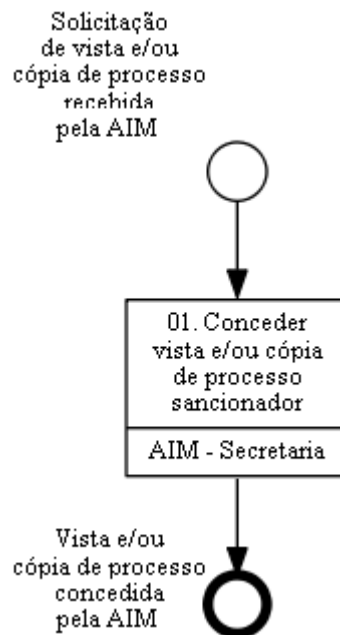 Solicitação
de vista e/ou
cópia de processo
recebida
pela AIM
01. Conceder
vista e/ou cópia
de processo
sancionador
AIM - Secretaria
Vista e/ou
cópia de processo
concedida
pela AIM